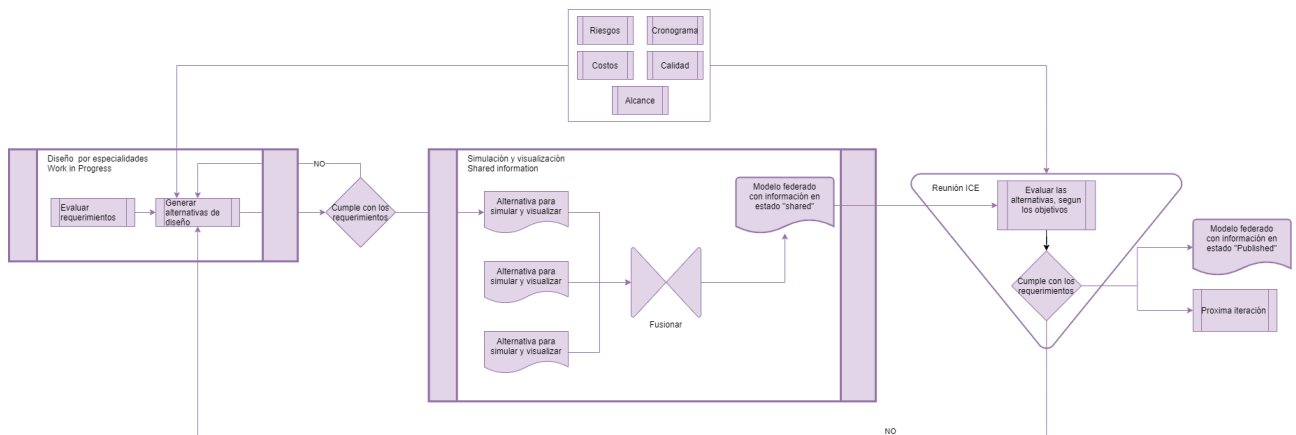 Riesgos
Cronograma
Costos
Calidad
Alcance
Diseño por especialidades
Work in Progress
Evaluar
requerimientos
Generar
alternativas de
diseño
NO
Cumple con los
requerimientos
Simulación y visualización
Shared information
Alternativa para
simular y visualizar
Alternativa para
simular y visualizar
Alternativa para
simular y visualizar
Fusionar
Modelo federado
con información en
estado "shared"
Reunión ICE
Evaluar las
alternativas, segun
los objetivos
Cumple con los
requerimientos
Modelo federado
con información en
estado "Published"
Proxima iteración
NO